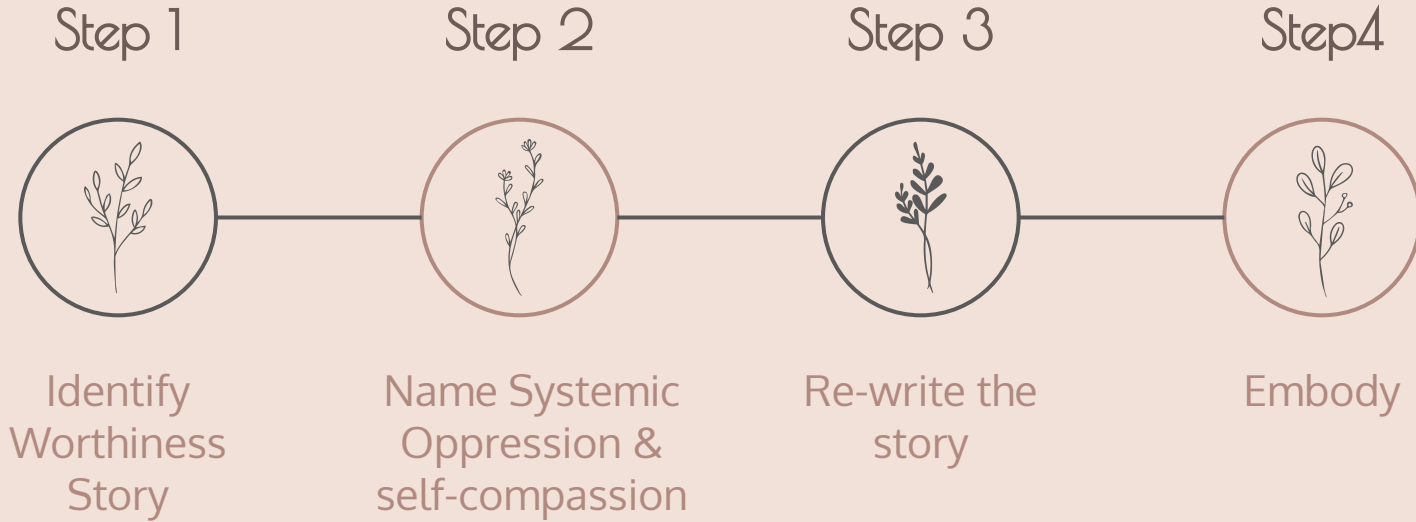 Step 1
Step 2
Step 3
Step4
Identify
Worthiness
Story
Name Systemic
Oppression &
self-compassion
Re-write the
story
Embody